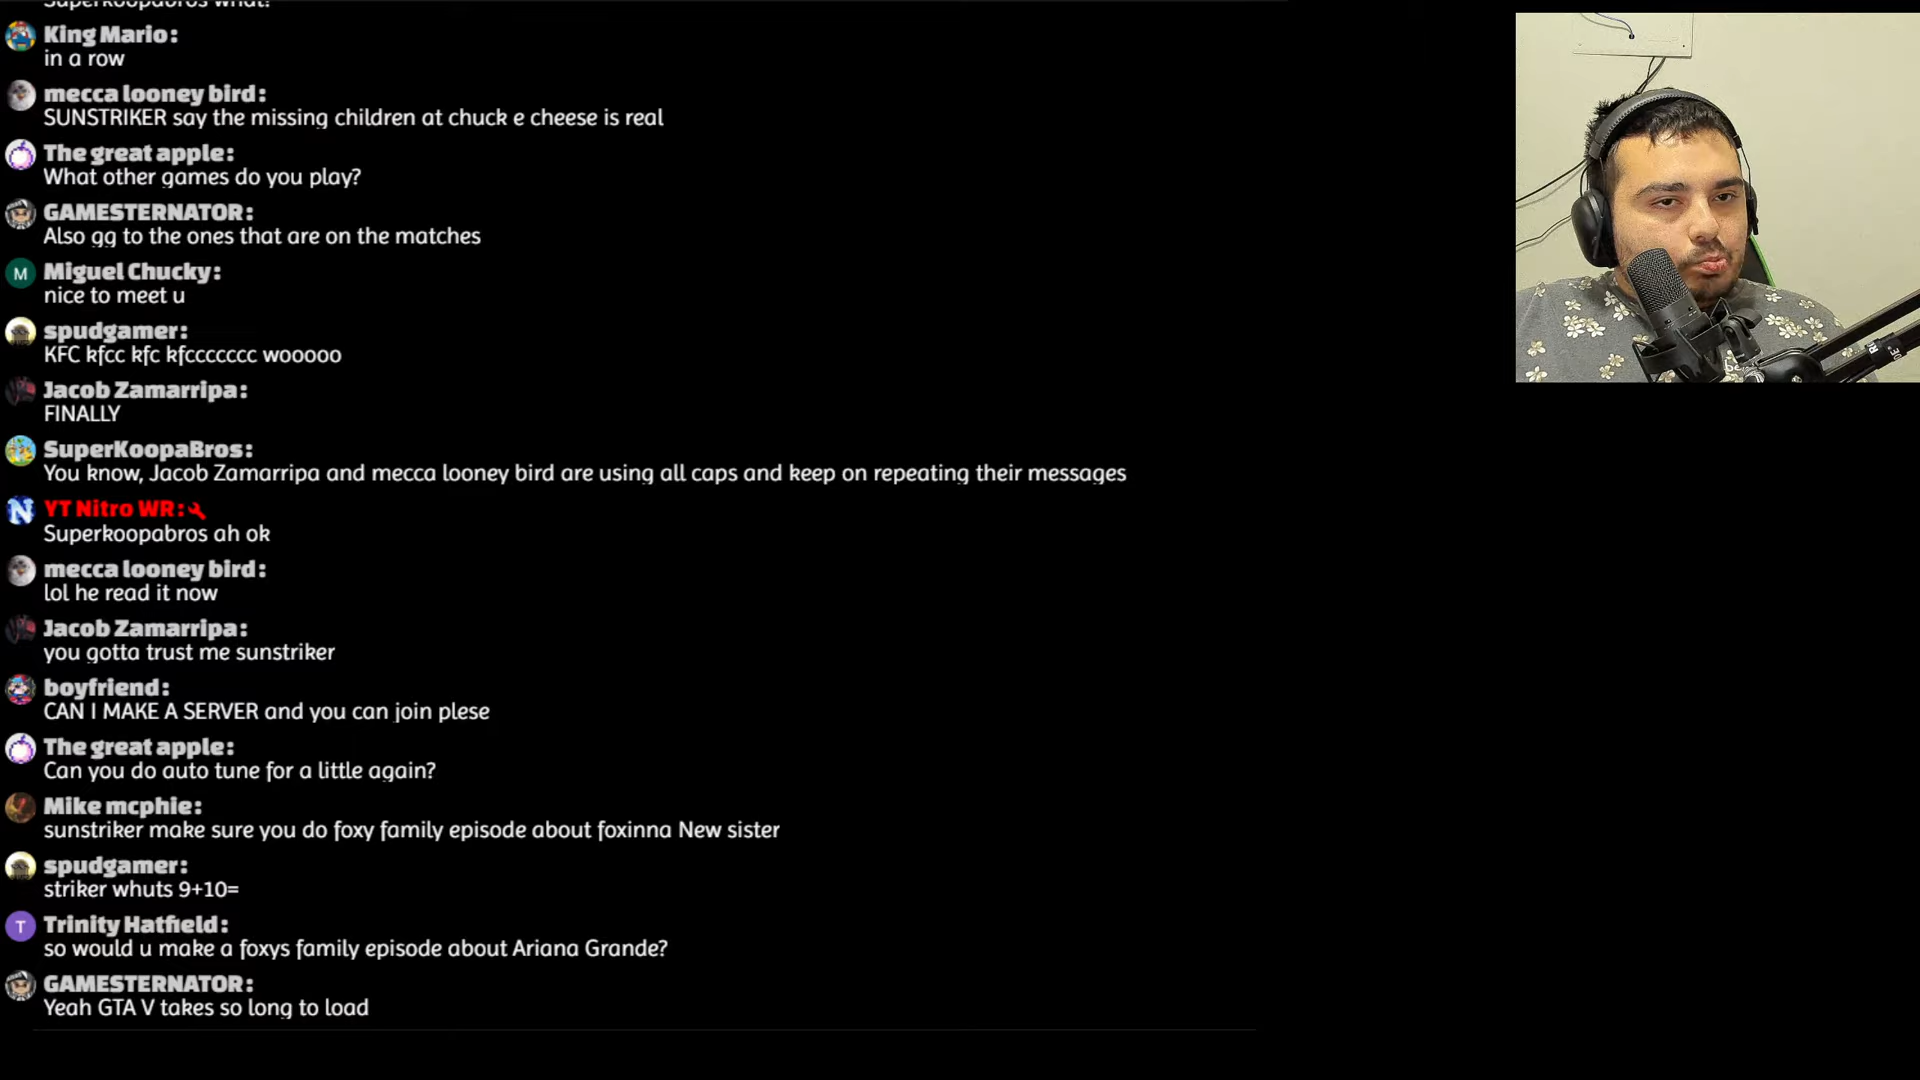 Superkoopabros what?
King Mario:
in a row
mecca looney bird:
SUNSTRIKER say the missing children at chuck e cheese is real
The great apple:
What other games do you play?
GAMESTERNATOR:
Also gg to the ones that are on the matches
M
Miguel Chucky:
nice to meet u
spudgamer:
KFC kfcc kfc kfccccccc wooooo
Jacob Zamarripa:
FINALLY
SuperKoopaBros:
You know, Jacob Zamarripa and mecca looney bird are using all caps and keep on repeating their messages
N
YT Nitro WR:
Superkoopabros ah ok
mecca looney bird:
lol he read it now
Jacob Zamarripa:
you gotta trust me sunstriker
boyfriend:
CAN I MAKE A SERVER and you can join plese
The great apple:
Can you do auto tune for a little again?
Mike mcphie:
sunstriker make sure you do foxy family episode about foxinna New sister
spudgamer:
striker whuts 9+10=
T
Trinity Hatfield:
so would u make a foxys family episode about Ariana Grande?
GAMESTERNATOR:
Yeah GTA V takes so long to load